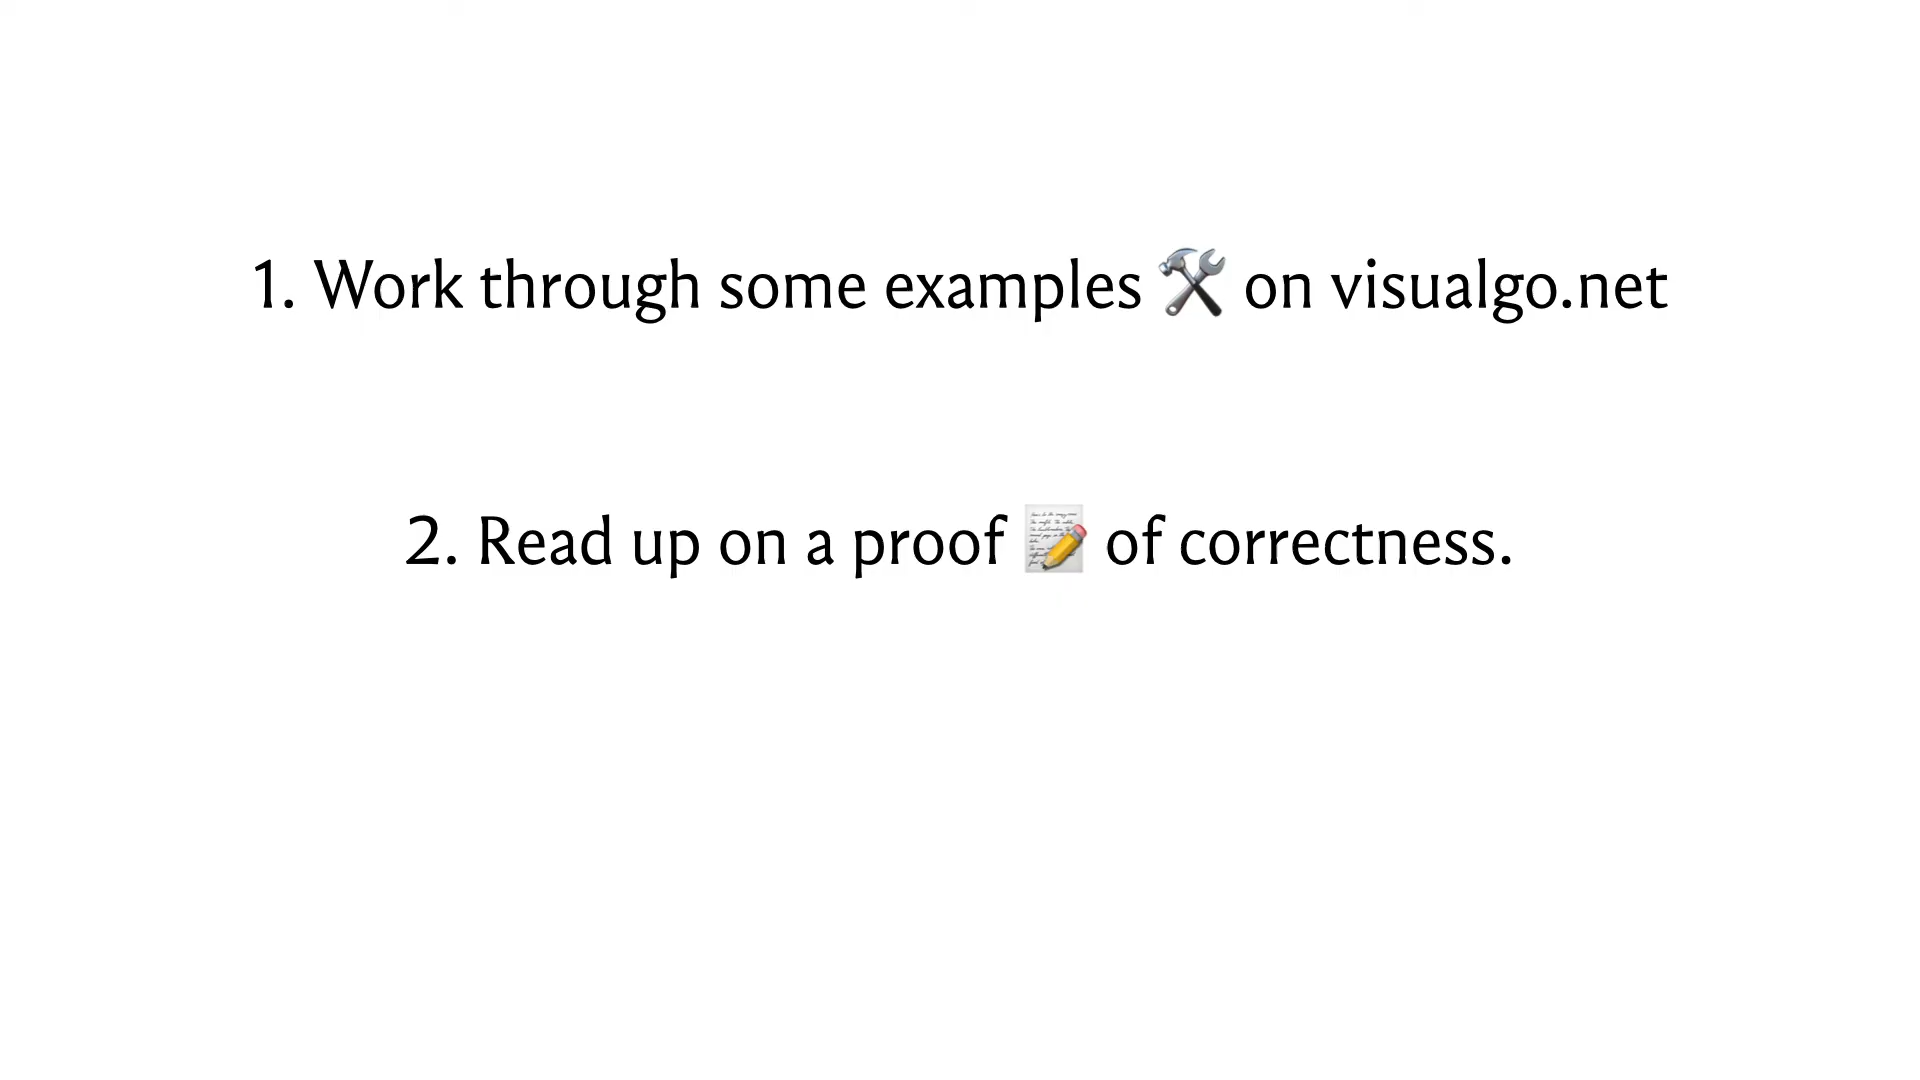 1. Work through some examples 🛠 on visualgo.net
2. Read up on a proof 📝 of correctness.